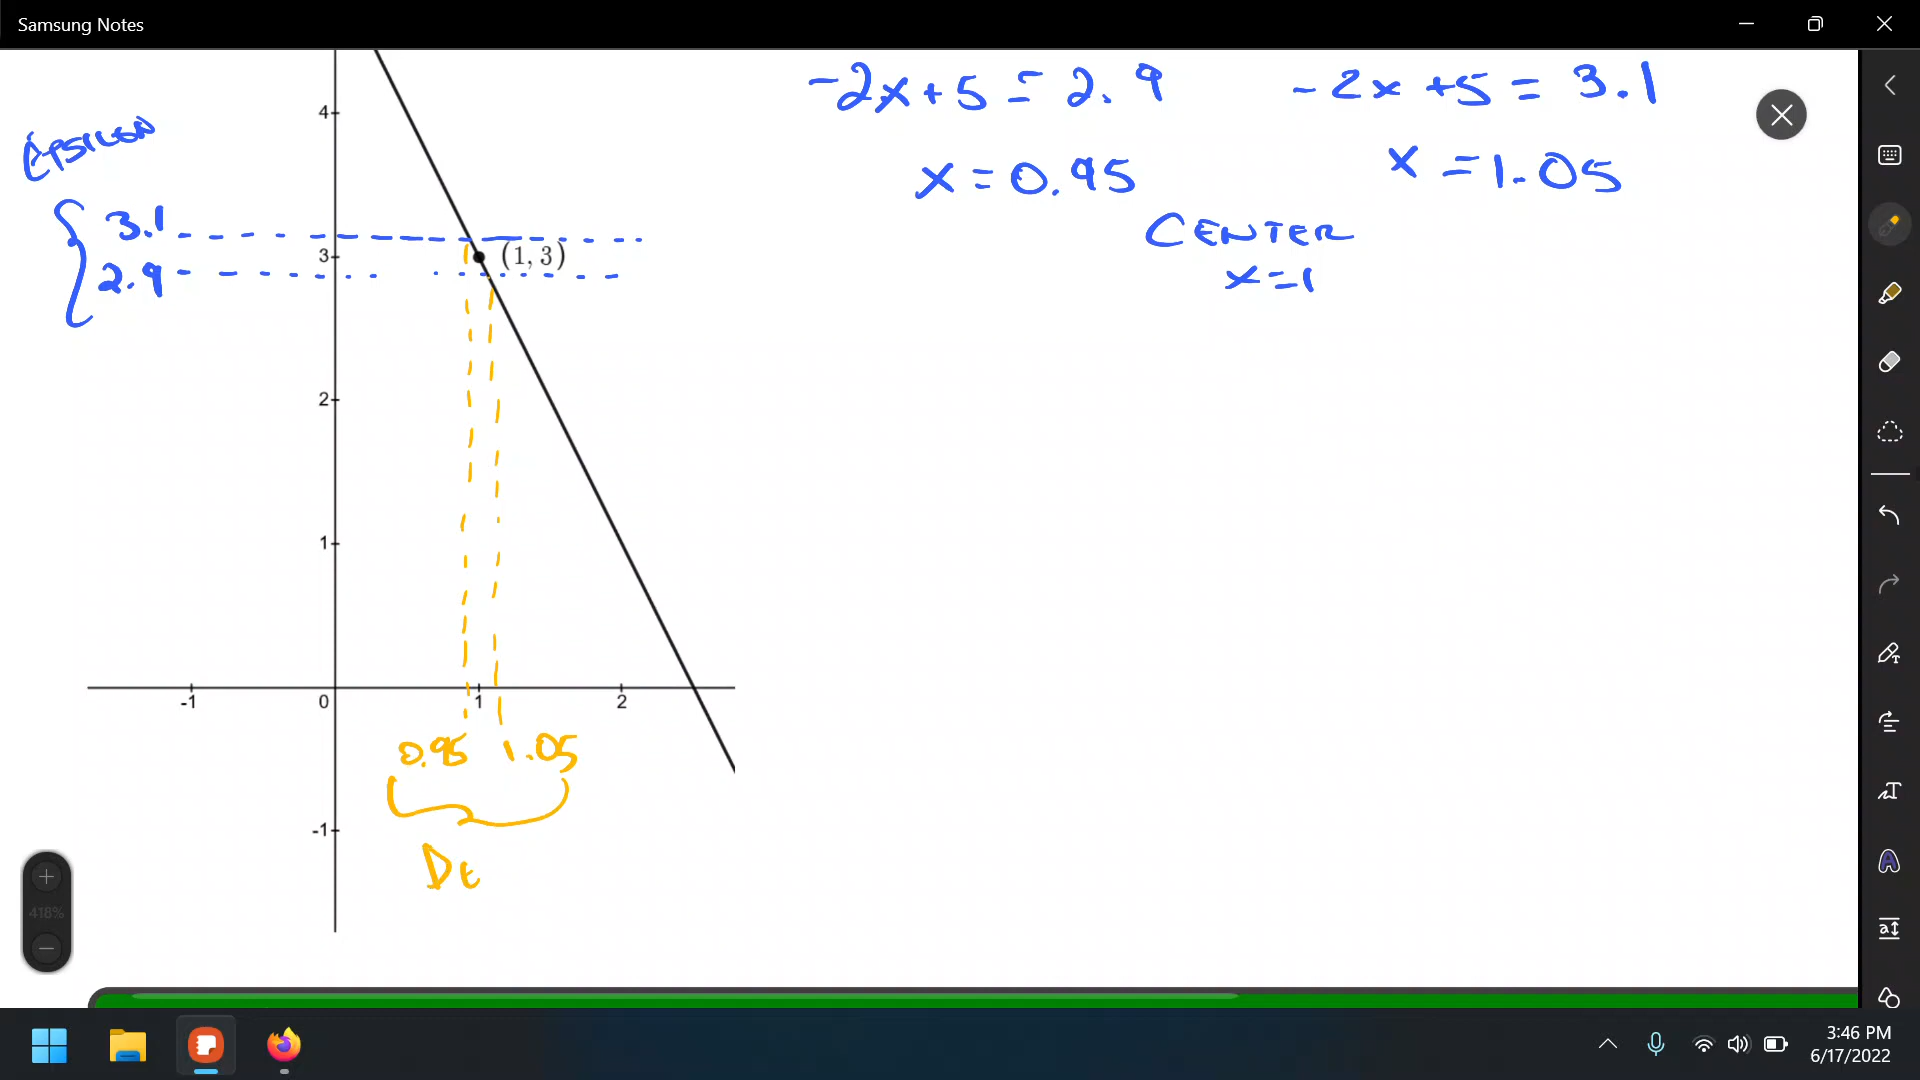 Samsung Notes
-2x+5=2.9
-2x+5=3.1
x=0.95
x=1.05
CENTER
x=1
EPSILON
3.1
2.9
4
3
(1, 3)
2
1
-1
0
1
2
0.95 1.05
-1
De
418%
3:46 PM
6/17/2022